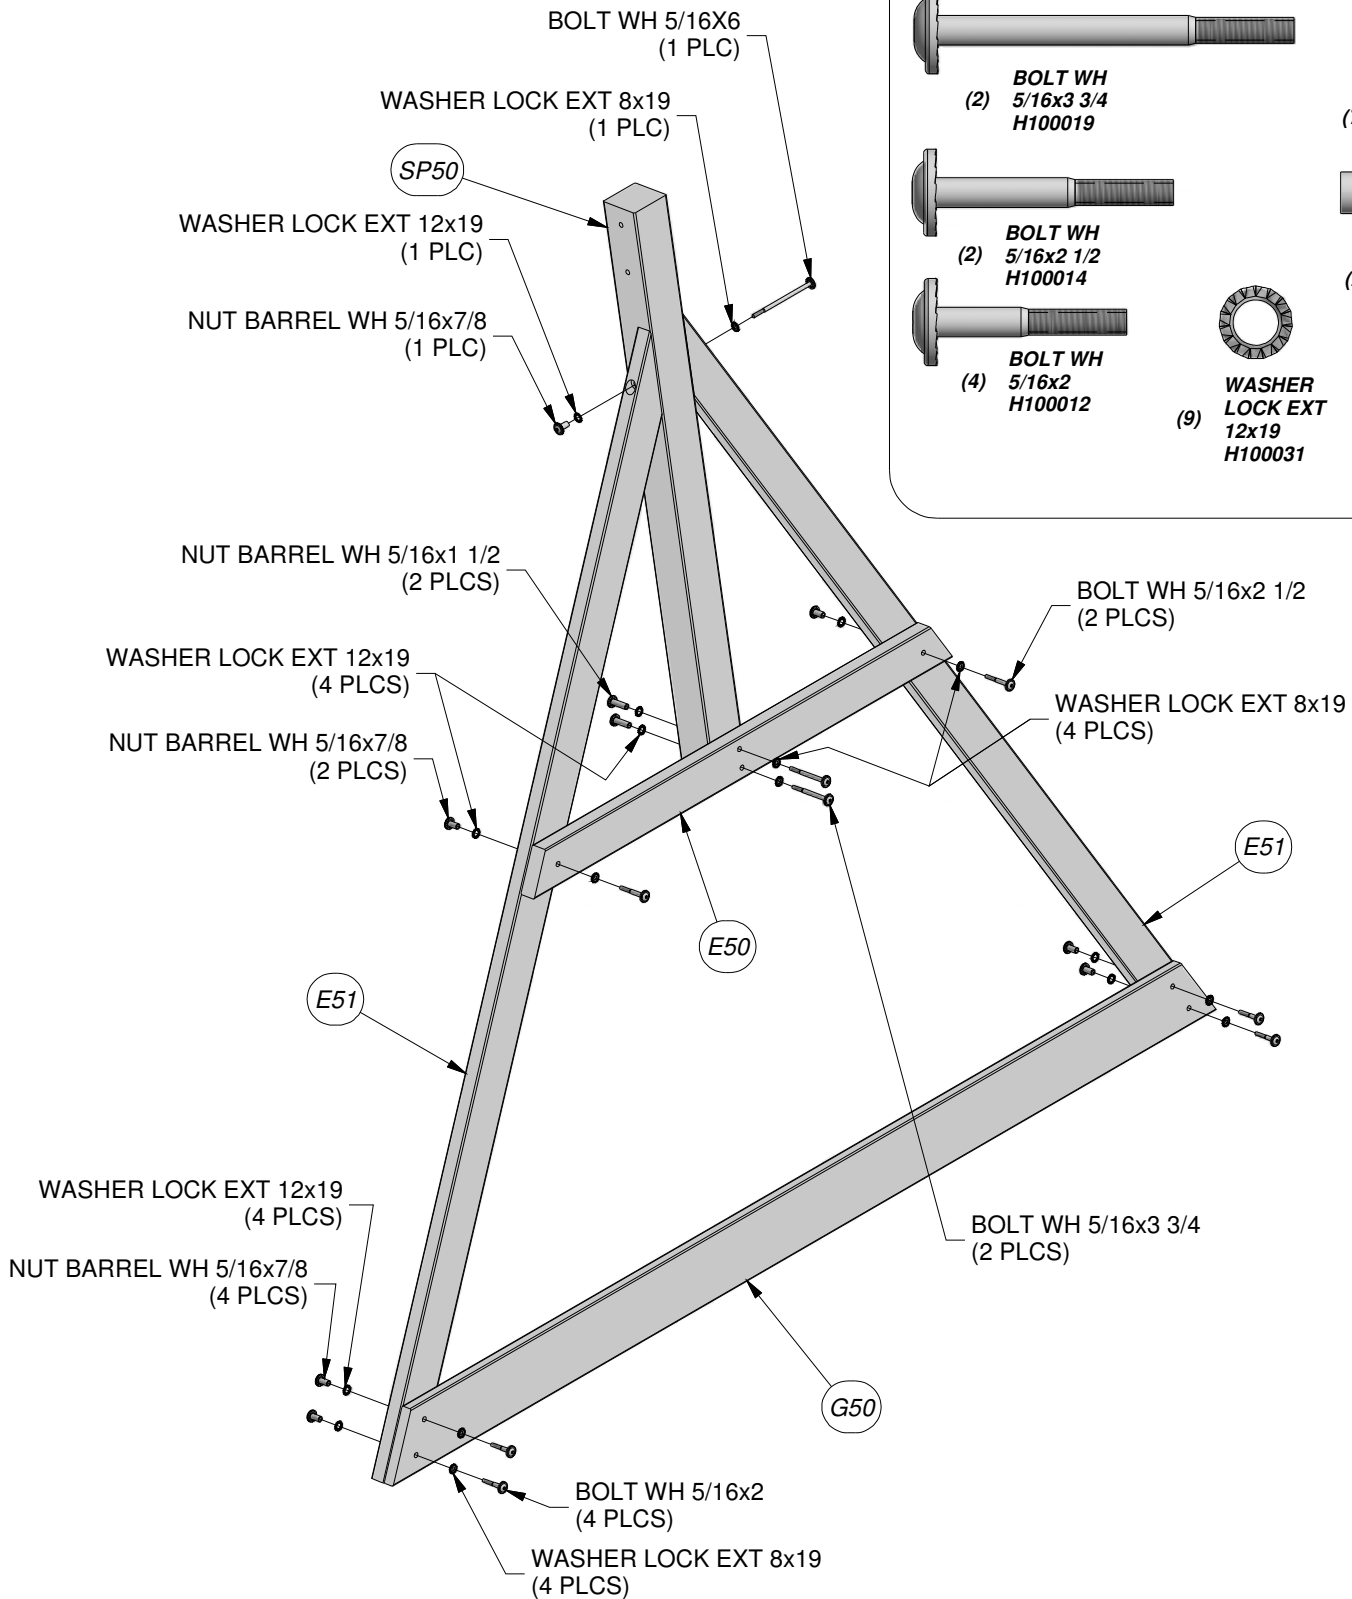 BOLT WH 5/16X6
(1 PLC)
WASHER LOCK EXT 8x19
(1 PLC)
SP50
WASHER LOCK EXT 12x19
(1 PLC)
NUT BARREL WH 5/16x7/8
(1 PLC)
(2) BOLT WH
5/16x3 3/4
H100019
(2) BOLT WH
5/16x2 1/2
H100014
(4) BOLT WH
5/16x2
H100012
(9) WASHER
LOCK EXT
12x19
H100031
NUT BARREL WH 5/16x1 1/2
(2 PLCS)
BOLT WH 5/16x2 1/2
(2 PLCS)
WASHER LOCK EXT 12x19
(4 PLCS)
WASHER LOCK EXT 8x19
(4 PLCS)
NUT BARREL WH 5/16x7/8
(2 PLCS)
E51
E50
E51
WASHER LOCK EXT 12x19
(4 PLCS)
BOLT WH 5/16x3 3/4
(2 PLCS)
NUT BARREL WH 5/16x7/8
(4 PLCS)
G50
BOLT WH 5/16x2
(4 PLCS)
WASHER LOCK EXT 8x19
(4 PLCS)